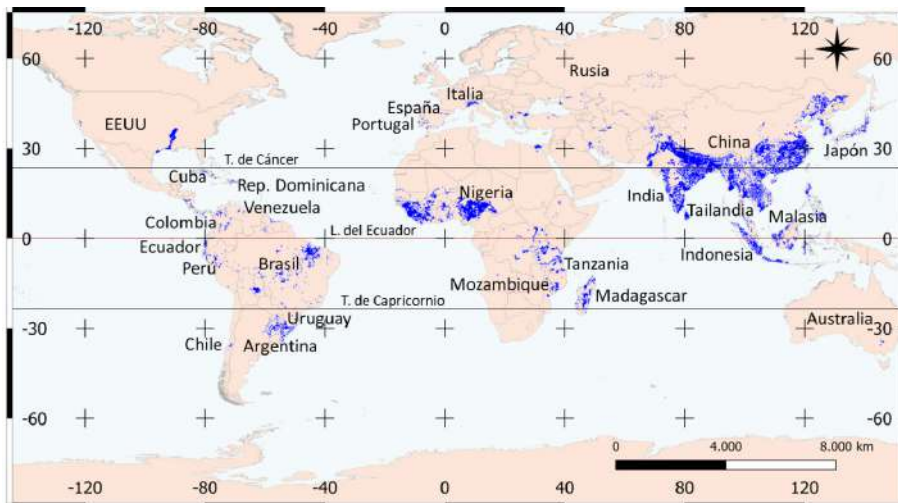 -120 -80 -40 0 40 80 120
60 60
Rusia
Italia
España
EEUU
Portugal
China
30 30
Japón
T. de Cáncer
Cuba
Rep. Dominicana
Nigeria
India
Venezuela
Tailandia
Colombia
Malasia
L. del Ecuador
0 0
Ecuador
Indonesia
Perú
Brasil
Tanzania
Mozambique
Madagascar
T. de Capricornio
Uruguay
Australia
-30 -30
Chile
Argentina
-60 -60
0 4.000 8.000 km
-120 -80 -40 0 40 80 120